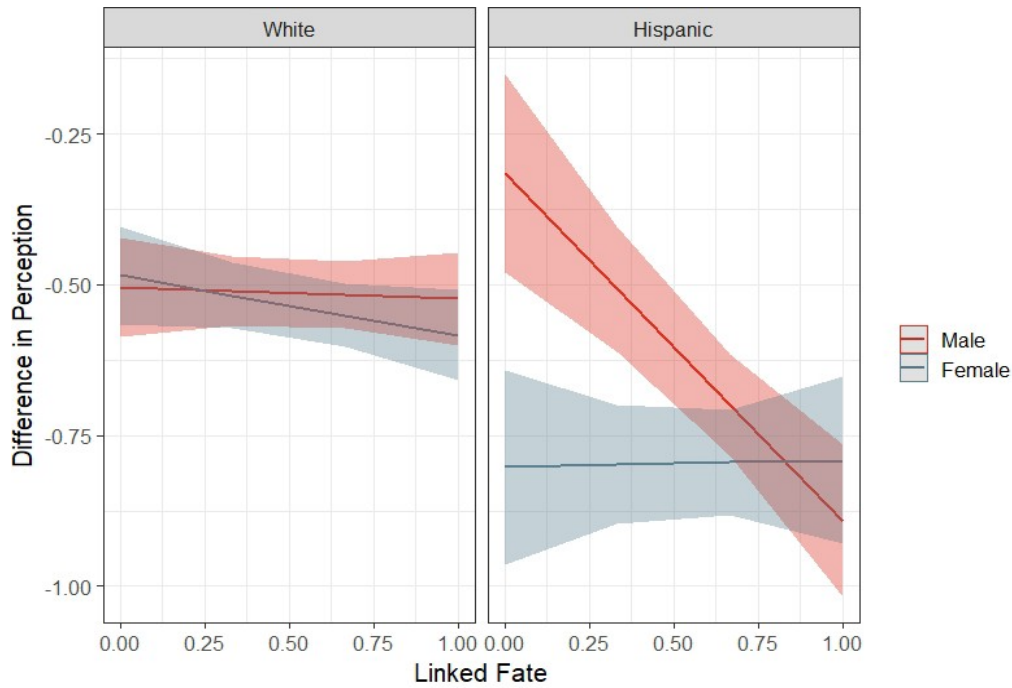 White
Hispanic
-0.25
-0.50
-0.75
-1.00
Difference in Perception
0.00 0.25 0.50 0.75 1.00
0.00 0.25 0.50 0.75 1.00
Linked Fate
Male
Female